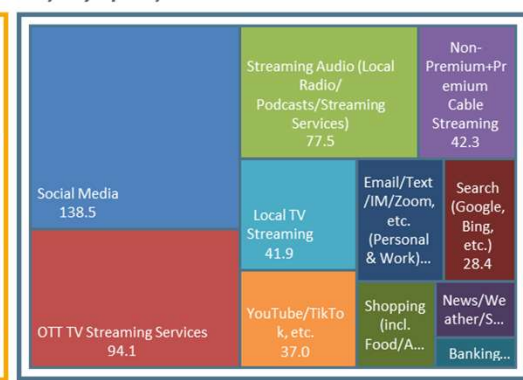 Social Media
138.5
OTT TV Streaming Services
94.1
Streaming Audio (Local
Radio/
Podcasts/Streaming
Services)
77.5
Non-
Premium+Pr
emium
Cable
Streaming
42.3
Local TV
Streaming
41.9
YouTube/TikTo
k, etc.
37.0
Email/Text
/IM/Zoom,
etc.
(Personal
& Work)...
Search
(Google,
Bing,
etc.)
28.4
Shopping
(incl.
Food/A...
News/We
ather/S...
Banking...